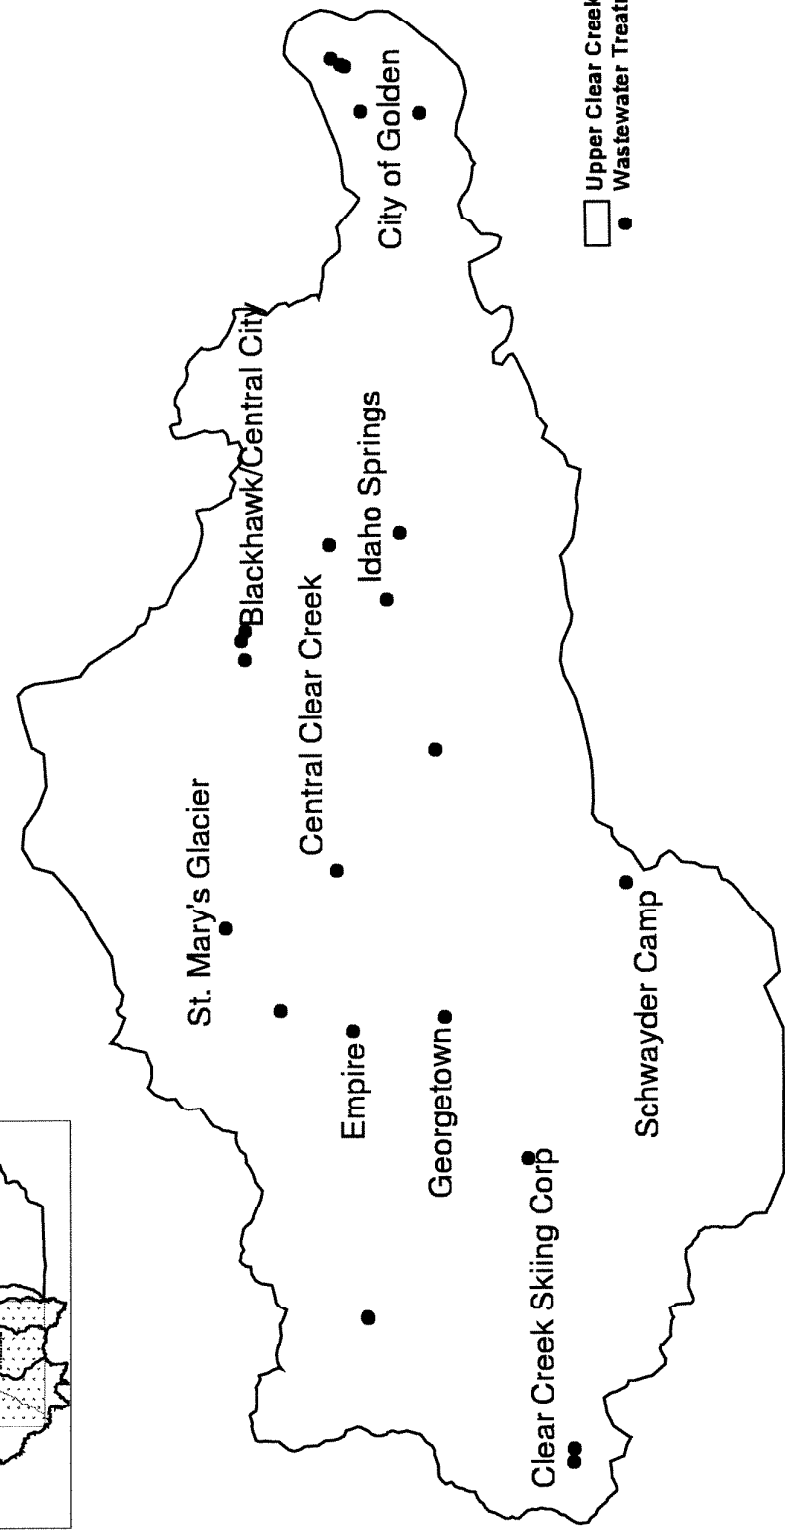 City of Golden
Blackhawk/Central City
Idaho Springs
Central Clear Creek
St. Mary's Glacier
Empire
Georgetown
Schwayder Camp
Clear Creek Skiing Corp
Upper Clear Creek
Wastewater